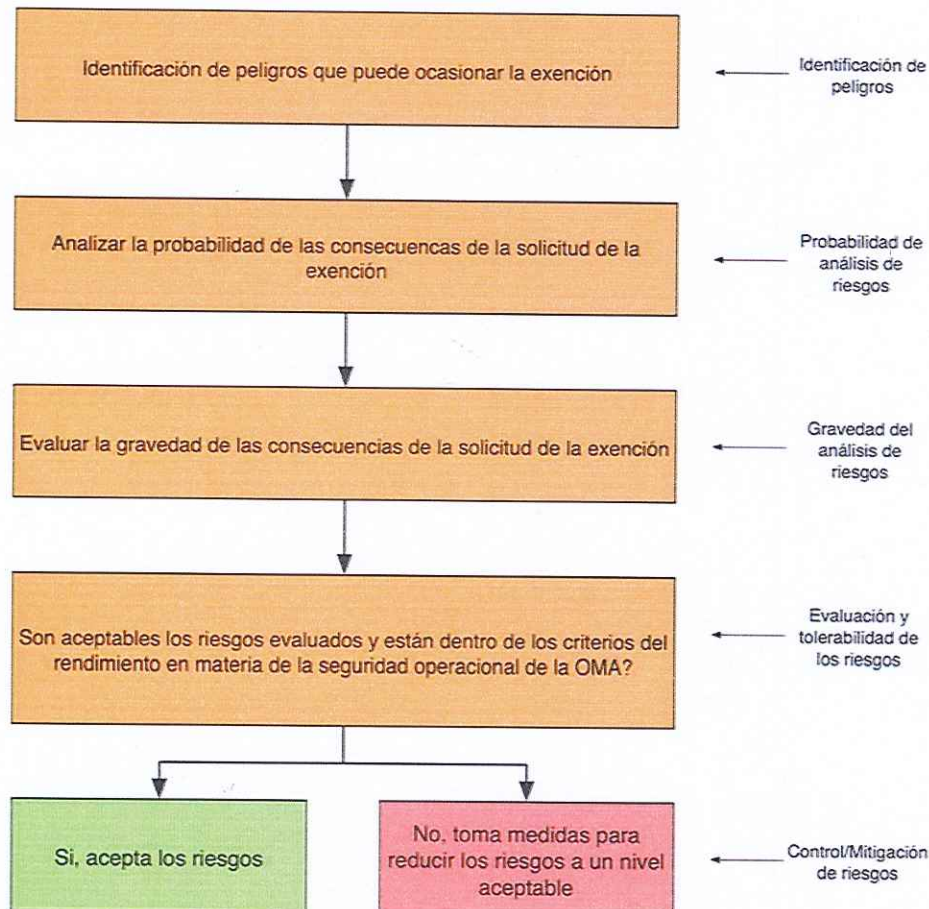 Identificación de peligros que puede ocasionar la exención
Identificación de
peligros
Analizar la probabilidad de las consecuencas de la solicitud de la
exención
Probabilidad de
análisis de
riesgos
Evaluar la gravedad de las consecuencias de la solicitud de la exención
Gravedad del
análisis de
riesgos
Son aceptables los riesgos evaluados y están dentro de los criterios del
rendimiento en materia de la seguridad operacional de la OMA?
Evaluación y
tolerabilidad de
los riesgos
Si, acepta los riesgos
No, toma medidas para
reducir los riesgos a un nivel
aceptable
Control/Mitigación
de riesgos